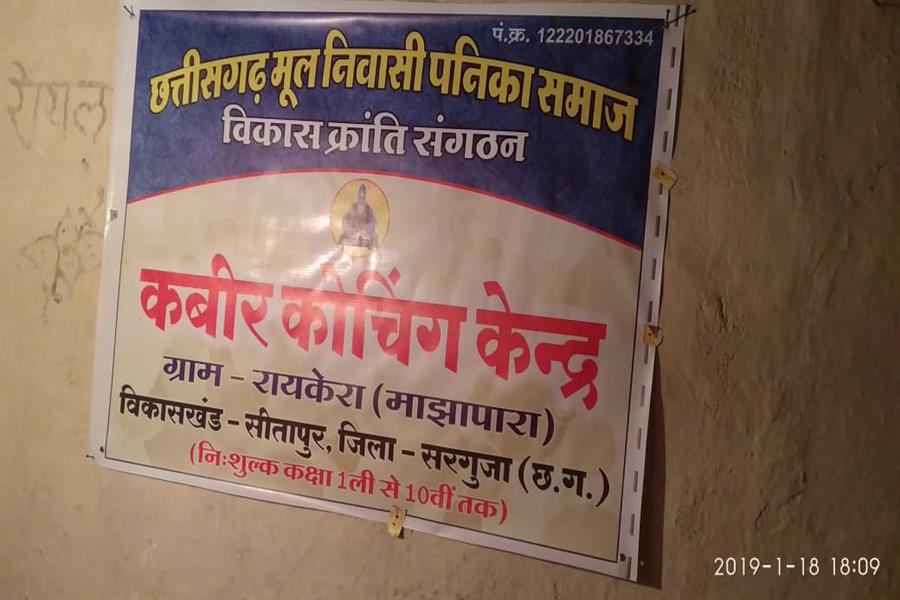 पं.क्र. 122201867334
छत्तीसगढ़ मूल निवासी पनिका समाज
विकास क्रांति संगठन
कबीर कोचिंग केन्द्र
ग्राम - रायकेरा (माझापारा)
विकासखंड - सीतापुर, जिला - सरगुजा (छ.ग.)
(निःशुल्क कक्षा 1ली से 10वीं तक)
रोयल
2019-1-18 18:09